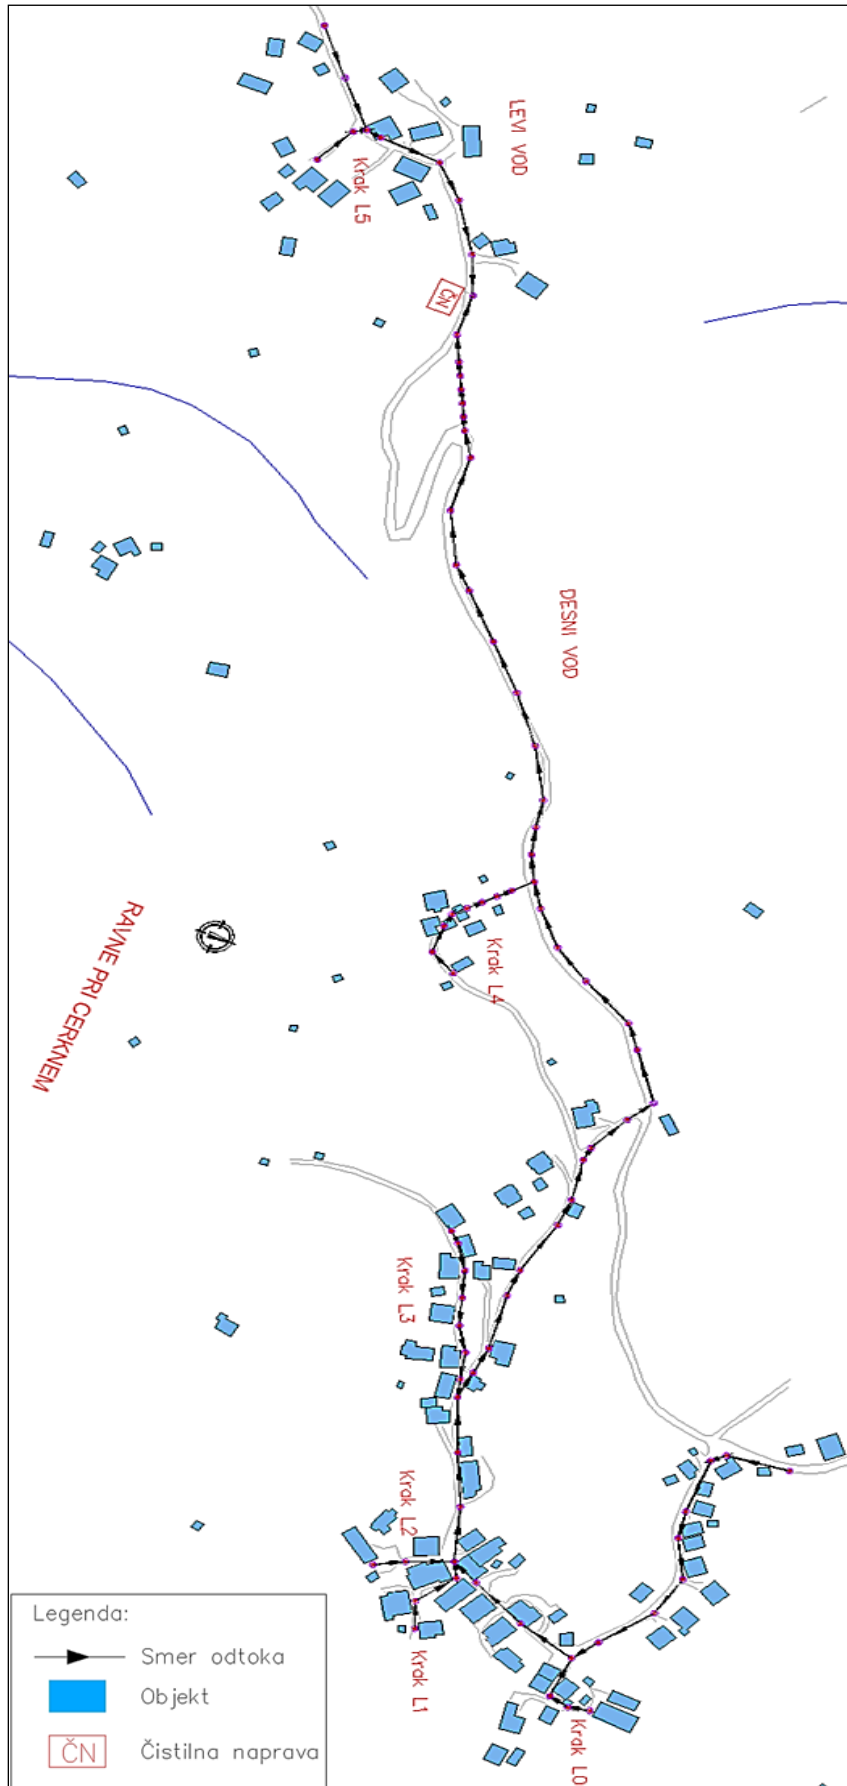 LEVI VOD
Krak L5
ČN
DESNI VOD
Krak L4
RAVNE PRI CERKNEM
Krak L3
Krak L2
Krak L1
Krak L0
Legenda:
Smer odtoka
Objekt
ČN Čistilna naprava